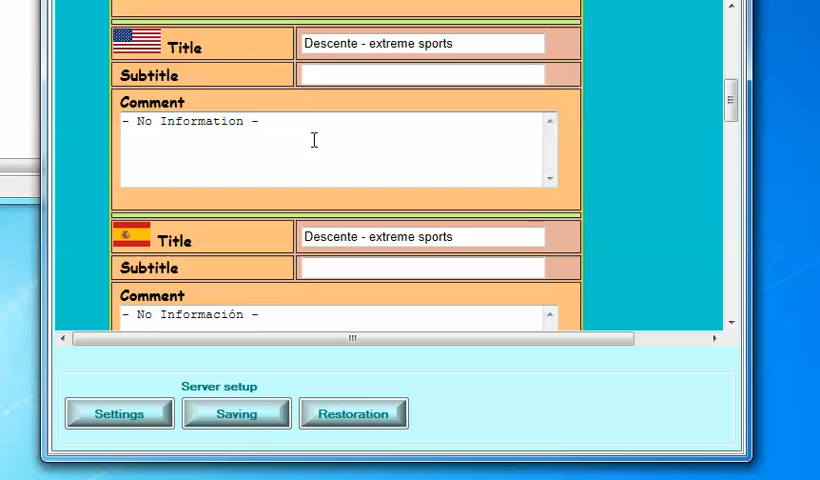 Title
Descente - extreme sports
Subtitle
Comment
- No Information -
Title
Descente - extreme sports
Subtitle
Comment
- No Información -
Server setup
Settings
Saving
Restoration